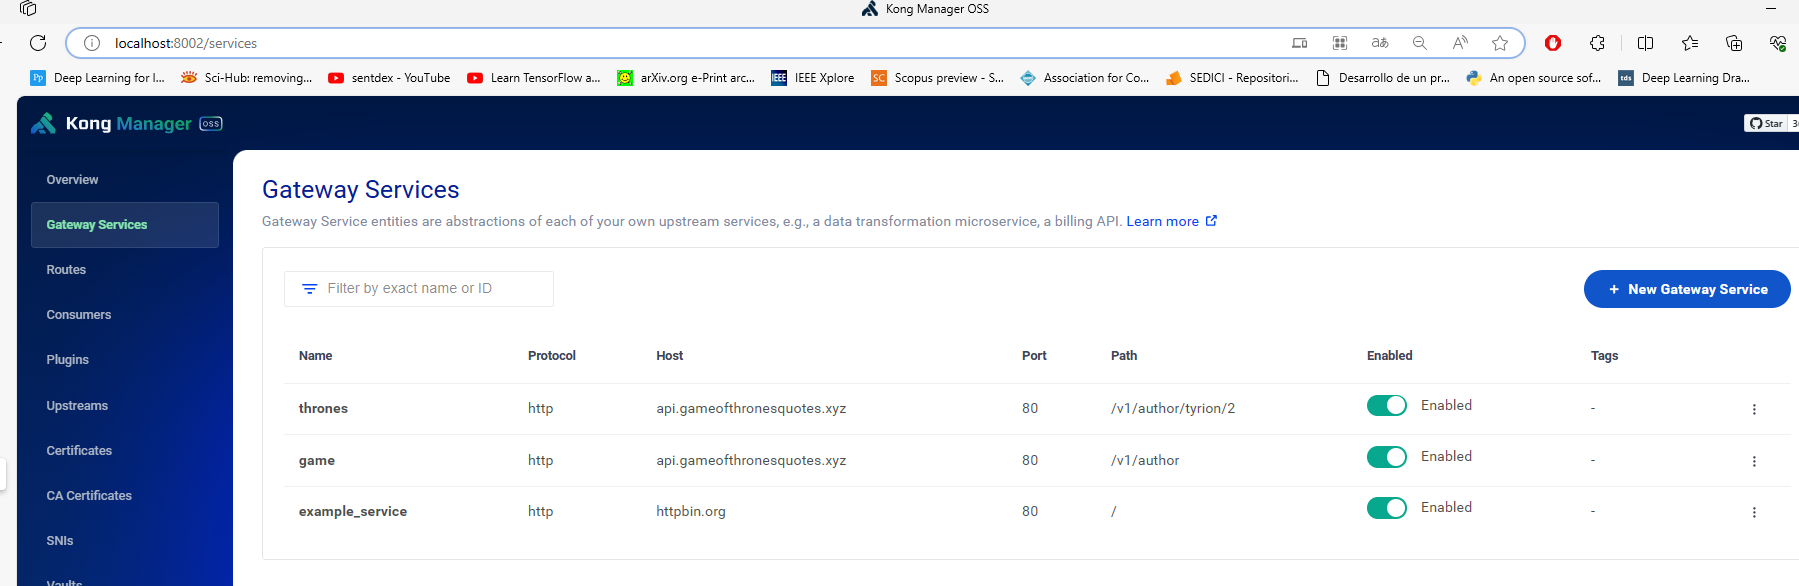 Kong Manager OSS
localhost:8002/services
Deep Learning for I... Sci-Hub: removing... sentdex - YouTube Learn TensorFlow a... arXiv.org e-Print arc... IEEE Xplore Scopus preview - S... Association for Co... SEDICI - Repositori... Desarrollo de un pr... An open source sof... Deep Learning Dra...
Kong Manager OSS
Star
Overview
Gateway Services
Routes
Consumers
Plugins
Upstreams
Certificates
CA Certificates
SNIs
Vaults
Gateway Services
Gateway Service entities are abstractions of each of your own upstream services, e.g., a data transformation microservice, a billing API. Learn more
Filter by exact name or ID
+ New Gateway Service
Name Protocol Host Port Path Enabled Tags
thrones http api.gameofthronesquotes.xyz 80 /v1/author/tyrion/2 Enabled -
game http api.gameofthronesquotes.xyz 80 /v1/author Enabled -
example_service http httpbin.org 80 / Enabled -